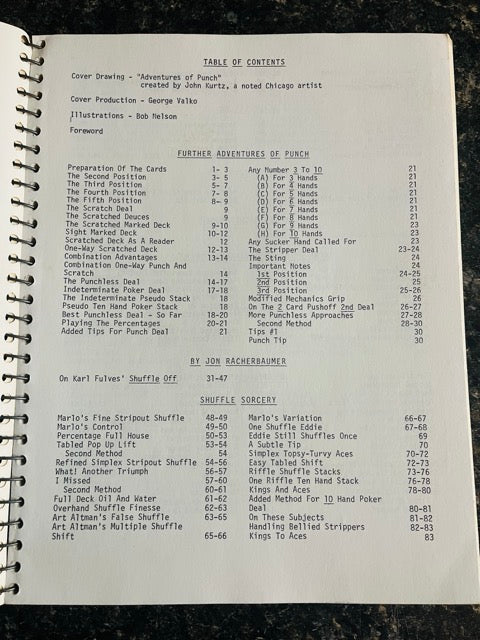 TABLE OF CONTENTS
Cover Drawing - "Adventures of Punch"
created by John Kurtz, a noted Chicago artist
Cover Production - George Valko
Illustrations - Bob Nelson
Foreword
FURTHER ADVENTURES OF PUNCH
Preparation Of The Cards 1- 3
The Second Position 3- 5
The Third Position 5- 7
The Fourth Position 7- 8
The Fifth Position 8- 9
The Scratch Deal 9
The Scratched Deuces 9
The Scratched Marked Deck 9-10
Sight Marked Deck 10-12
Scratched Deck As A Reader 12
One-Way Scratched Deck 12-13
Combination Advantages 13-14
Combination One-Way Punch And
Scratch 14
The Punchless Deal 14-17
Indeterminate Poker Deal 17-18
The Indeterminate Pseudo Stack 18
Pseudo Ten Hand Poker Stack 18
Best Punchless Deal - So Far 18-20
Playing The Percentages 20-21
Added Tips For Punch Deal 21
Any Number 3 To 10 21
(A) For 3 Hands 21
(B) For 4 Hands 21
(C) For 5 Hands 21
(D) For 6 Hands 21
(E) For 7 Hands 21
(F) For 8 Hands 21
(G) For 9 Hands 23
(H) For 10 Hands 23
Any Sucker Hand Called For 23
The Stripper Deal 23-24
The Sting 24
Important Notes 24
1st Position 24-25
2nd Position 25
3rd Position 25-26
Modified Mechanics Grip 26
On The 2 Card Pushoff 2nd Deal 26-27
More Punchless Approaches 27-28
Second Method 28-30
Tips #1 30
Punch Tip 30
BY JON RACHERBAUMER
On Karl Fulves' Shuffle Off 31-47
SHUFFLE SORCERY
Marlo's Fine Stripout Shuffle 48-49
Marlo's Control 49-50
Percentage Full House 50-53
Tabled Pop Up Lift 53-54
Second Method 54
Refined Simplex Stripout Shuffle 54-56
What! Another Triumph 56-57
I Missed 57-60
Second Method 60-61
Full Deck Oil And Water 61-62
Overhand Shuffle Finesse 62-63
Art Altman's False Shuffle 63-65
Art Altman's Multiple Shuffle
Shift 65-66
Marlo's Variation 66-67
One Shuffle Eddie 67-68
Eddie Still Shuffles Once 69
A Subtle Tip 70
Simplex Topsy-Turvy Aces 70-72
Easy Tabled Shift 72-73
Riffle Shuffle Stacks 73-76
One Riffle Ten Hand Stack 76-78
Kings And Aces 78-80
Added Method For 10 Hand Poker
Deal 80-81
On These Subjects 81-82
Handling Bellied Strippers 82-83
Kings To Aces 83